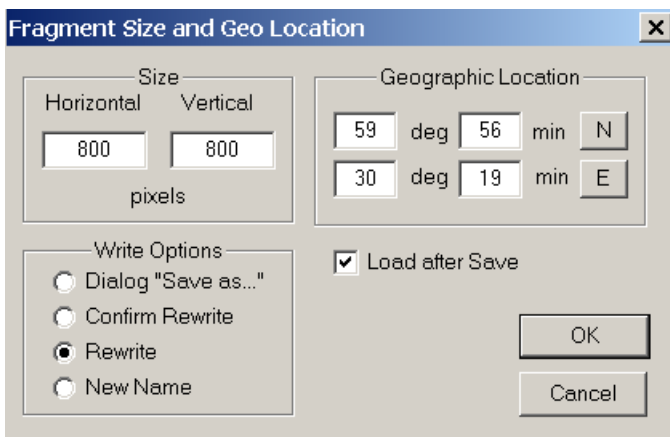 Fragment Size and Geo Location
Size
Horizontal Vertical
800 800
pixels
Geographic Location
59 deg 56 min N
30 deg 19 min E
Write Options
Dialog "Save as..."
Confirm Rewrite
Rewrite
New Name
Load after Save
OK
Cancel